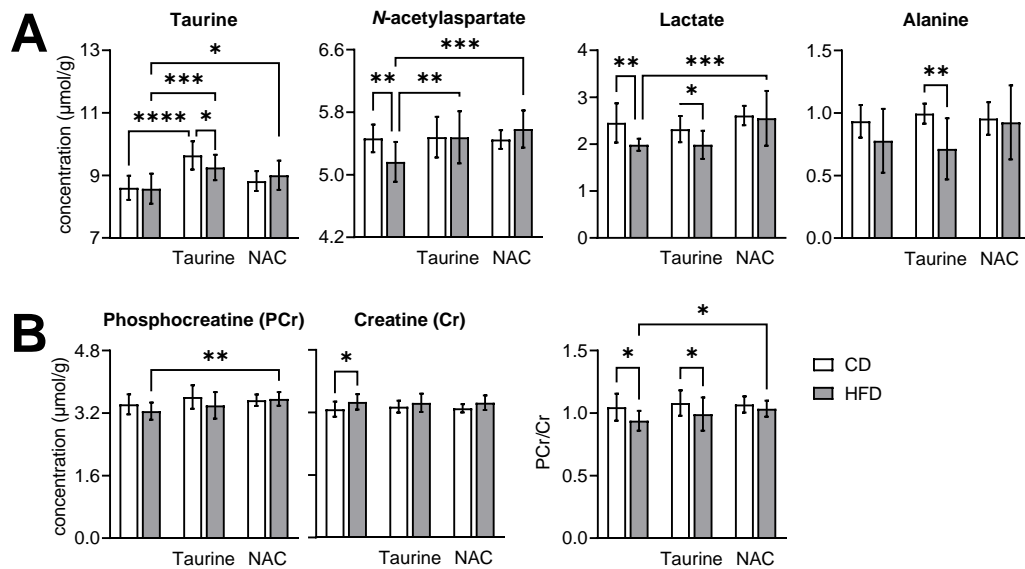 A
Taurine
N-acetylaspartate
Lactate
Alanine
concentration (µmol/g)
13
11
9
7
*
***
****
*
Taurine
NAC
6.6
5.8
5.0
4.2
***
**
**
Taurine
NAC
4
3
2
1
0
**
***
*
Taurine
NAC
1.5
1.0
0.5
0.0
**
Taurine
NAC
B
Phosphocreatine (PCr)
Creatine (Cr)
concentration (µmol/g)
4.8
3.2
1.6
0.0
**
Taurine
NAC
*
Taurine
NAC
PCr/Cr
1.5
1.0
0.5
0.0
*
*
*
Taurine
NAC
CD
HFD